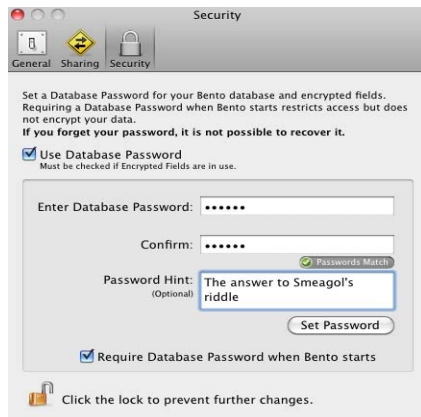 Security
General Sharing Security
Set a Database Password for your Bento database and encrypted fields.
Requiring a Database Password when Bento starts restricts access but does
not encrypt your data.
If you forget your password, it is not possible to recover it.
Use Database Password
Must be checked if Encrypted Fields are in use.
Enter Database Password: ••••••
Confirm: ••••••
Passwords Match
Password Hint: The answer to Smeagol's
(Optional) riddle
Set Password
Require Database Password when Bento starts
Click the lock to prevent further changes.